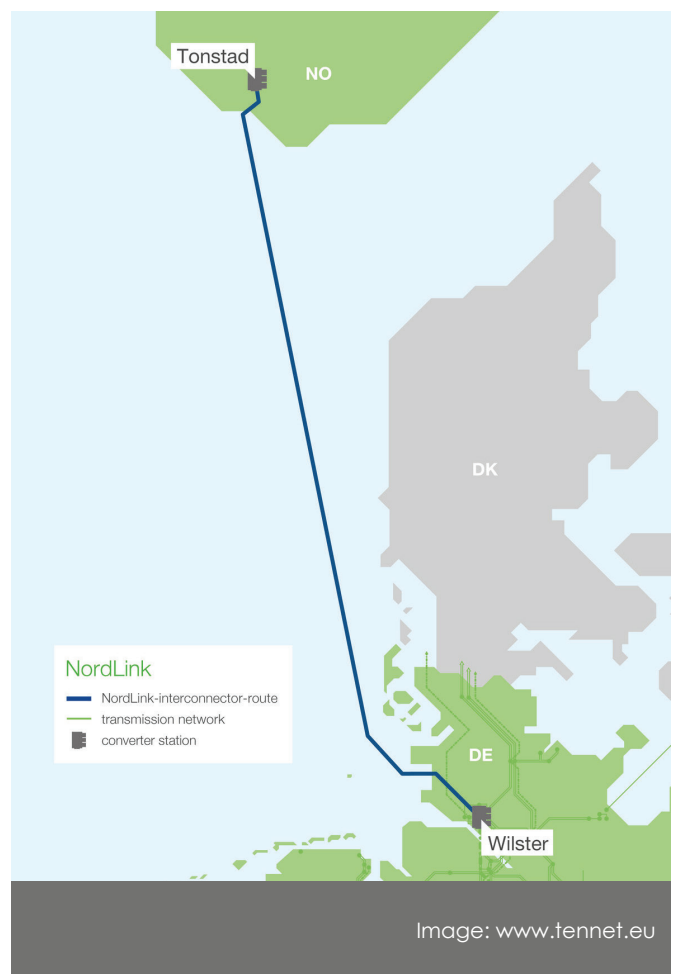 Tonstad
NO
DK
NordLink
NordLink-interconnector-route
transmission network
converter station
DE
Wilster
Image: www.tennet.eu